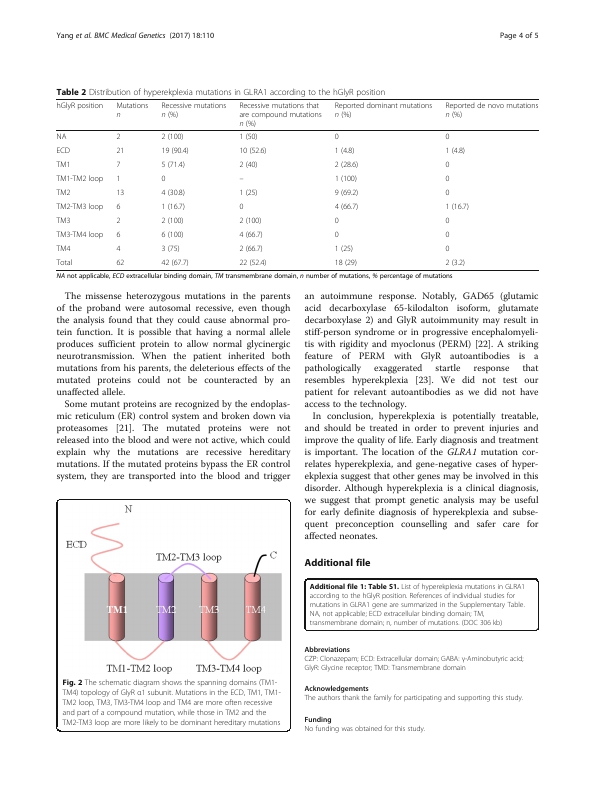 Yang et al. BMC Medical Genetics (2017) 18:110
Page 4 of 5
Table 2 Distribution of hyperekplexia mutations in GLRA1 according to the hGlyR position
hGlyR position Mutations Recessive mutations Recessive mutations that Reported dominant mutations Reported de novo mutations
n n (%) are compound mutations n (%) n (%)
n (%)
NA 2 2 (100) 1 (50) 0 0
ECD 21 19 (90.4) 10 (52.6) 1 (4.8) 1 (4.8)
TM1 7 5 (71.4) 2 (40) 2 (28.6) 0
TM1-TM2 loop 1 0 – 1 (100) 0
TM2 13 4 (30.8) 1 (25) 9 (69.2) 0
TM2-TM3 loop 6 1 (16.7) 0 4 (66.7) 1 (16.7)
TM3 2 2 (100) 2 (100) 0 0
TM3-TM4 loop 6 6 (100) 4 (66.7) 0 0
TM4 4 3 (75) 2 (66.7) 1 (25) 0
Total 62 42 (67.7) 22 (52.4) 18 (29) 2 (3.2)
NA not applicable, ECD extracellular binding domain, TM transmembrane domain, n number of mutations, % percentage of mutations
The missense heterozygous mutations in the parents
of the proband were autosomal recessive, even though
the analysis found that they could cause abnormal pro-
tein function. It is possible that having a normal allele
produces sufficient protein to allow normal glycinergic
neurotransmission. When the patient inherited both
mutations from his parents, the deleterious effects of the
mutated proteins could not be counteracted by an
unaffected allele.
Some mutant proteins are recognized by the endoplas-
mic reticulum (ER) control system and broken down via
proteasomes [21]. The mutated proteins were not
released into the blood and were not active, which could
explain why the mutations are recessive hereditary
mutations. If the mutated proteins bypass the ER control
system, they are transported into the blood and trigger
N
ECD
TM2-TM3 loop
C
TM1
TM2
TM3
TM4
TM1-TM2 loop
TM3-TM4 loop
Fig. 2 The schematic diagram shows the spanning domains (TM1-
TM4) topology of GlyR α1 subunit. Mutations in the ECD, TM1, TM1-
TM2 loop, TM3, TM3-TM4 loop and TM4 are more often recessive
and part of a compound mutation, while those in TM2 and the
TM2-TM3 loop are more likely to be dominant hereditary mutations
an autoimmune response. Notably, GAD65 (glutamic
acid decarboxylase 65-kilodalton isoform, glutamate
decarboxylase 2) and GlyR autoimmunity may result in
stiff-person syndrome or in progressive encephalomyeli-
tis with rigidity and myoclonus (PERM) [22]. A striking
feature of PERM with GlyR autoantibodies is a
pathologically exaggerated startle response that
resembles hyperekplexia [23]. We did not test our
patient for relevant autoantibodies as we did not have
access to the technology.
In conclusion, hyperekplexia is potentially treatable,
and should be treated in order to prevent injuries and
improve the quality of life. Early diagnosis and treatment
is important. The location of the GLRA1 mutation cor-
relates hyperekplexia, and gene-negative cases of hyper-
ekplexia suggest that other genes may be involved in this
disorder. Although hyperekplexia is a clinical diagnosis,
we suggest that prompt genetic analysis may be useful
for early definite diagnosis of hyperekplexia and subse-
quent preconception counselling and safer care for
affected neonates.
Additional file
Additional file 1: Table S1. List of hyperekplexia mutations in GLRA1
according to the hGlyR position. References of individual studies for
mutations in GLRA1 gene are summarized in the Supplementary Table.
NA, not applicable; ECD extracellular binding domain; TM,
transmembrane domain; n, number of mutations. (DOC 306 kb)
Abbreviations
CZP: Clonazepam; ECD: Extracellular domain; GABA: γ-Aminobutyric acid;
GlyR: Glycine receptor; TMD: Transmembrane domain
Acknowledgements
The authors thank the family for participating and supporting this study.
Funding
No funding was obtained for this study.